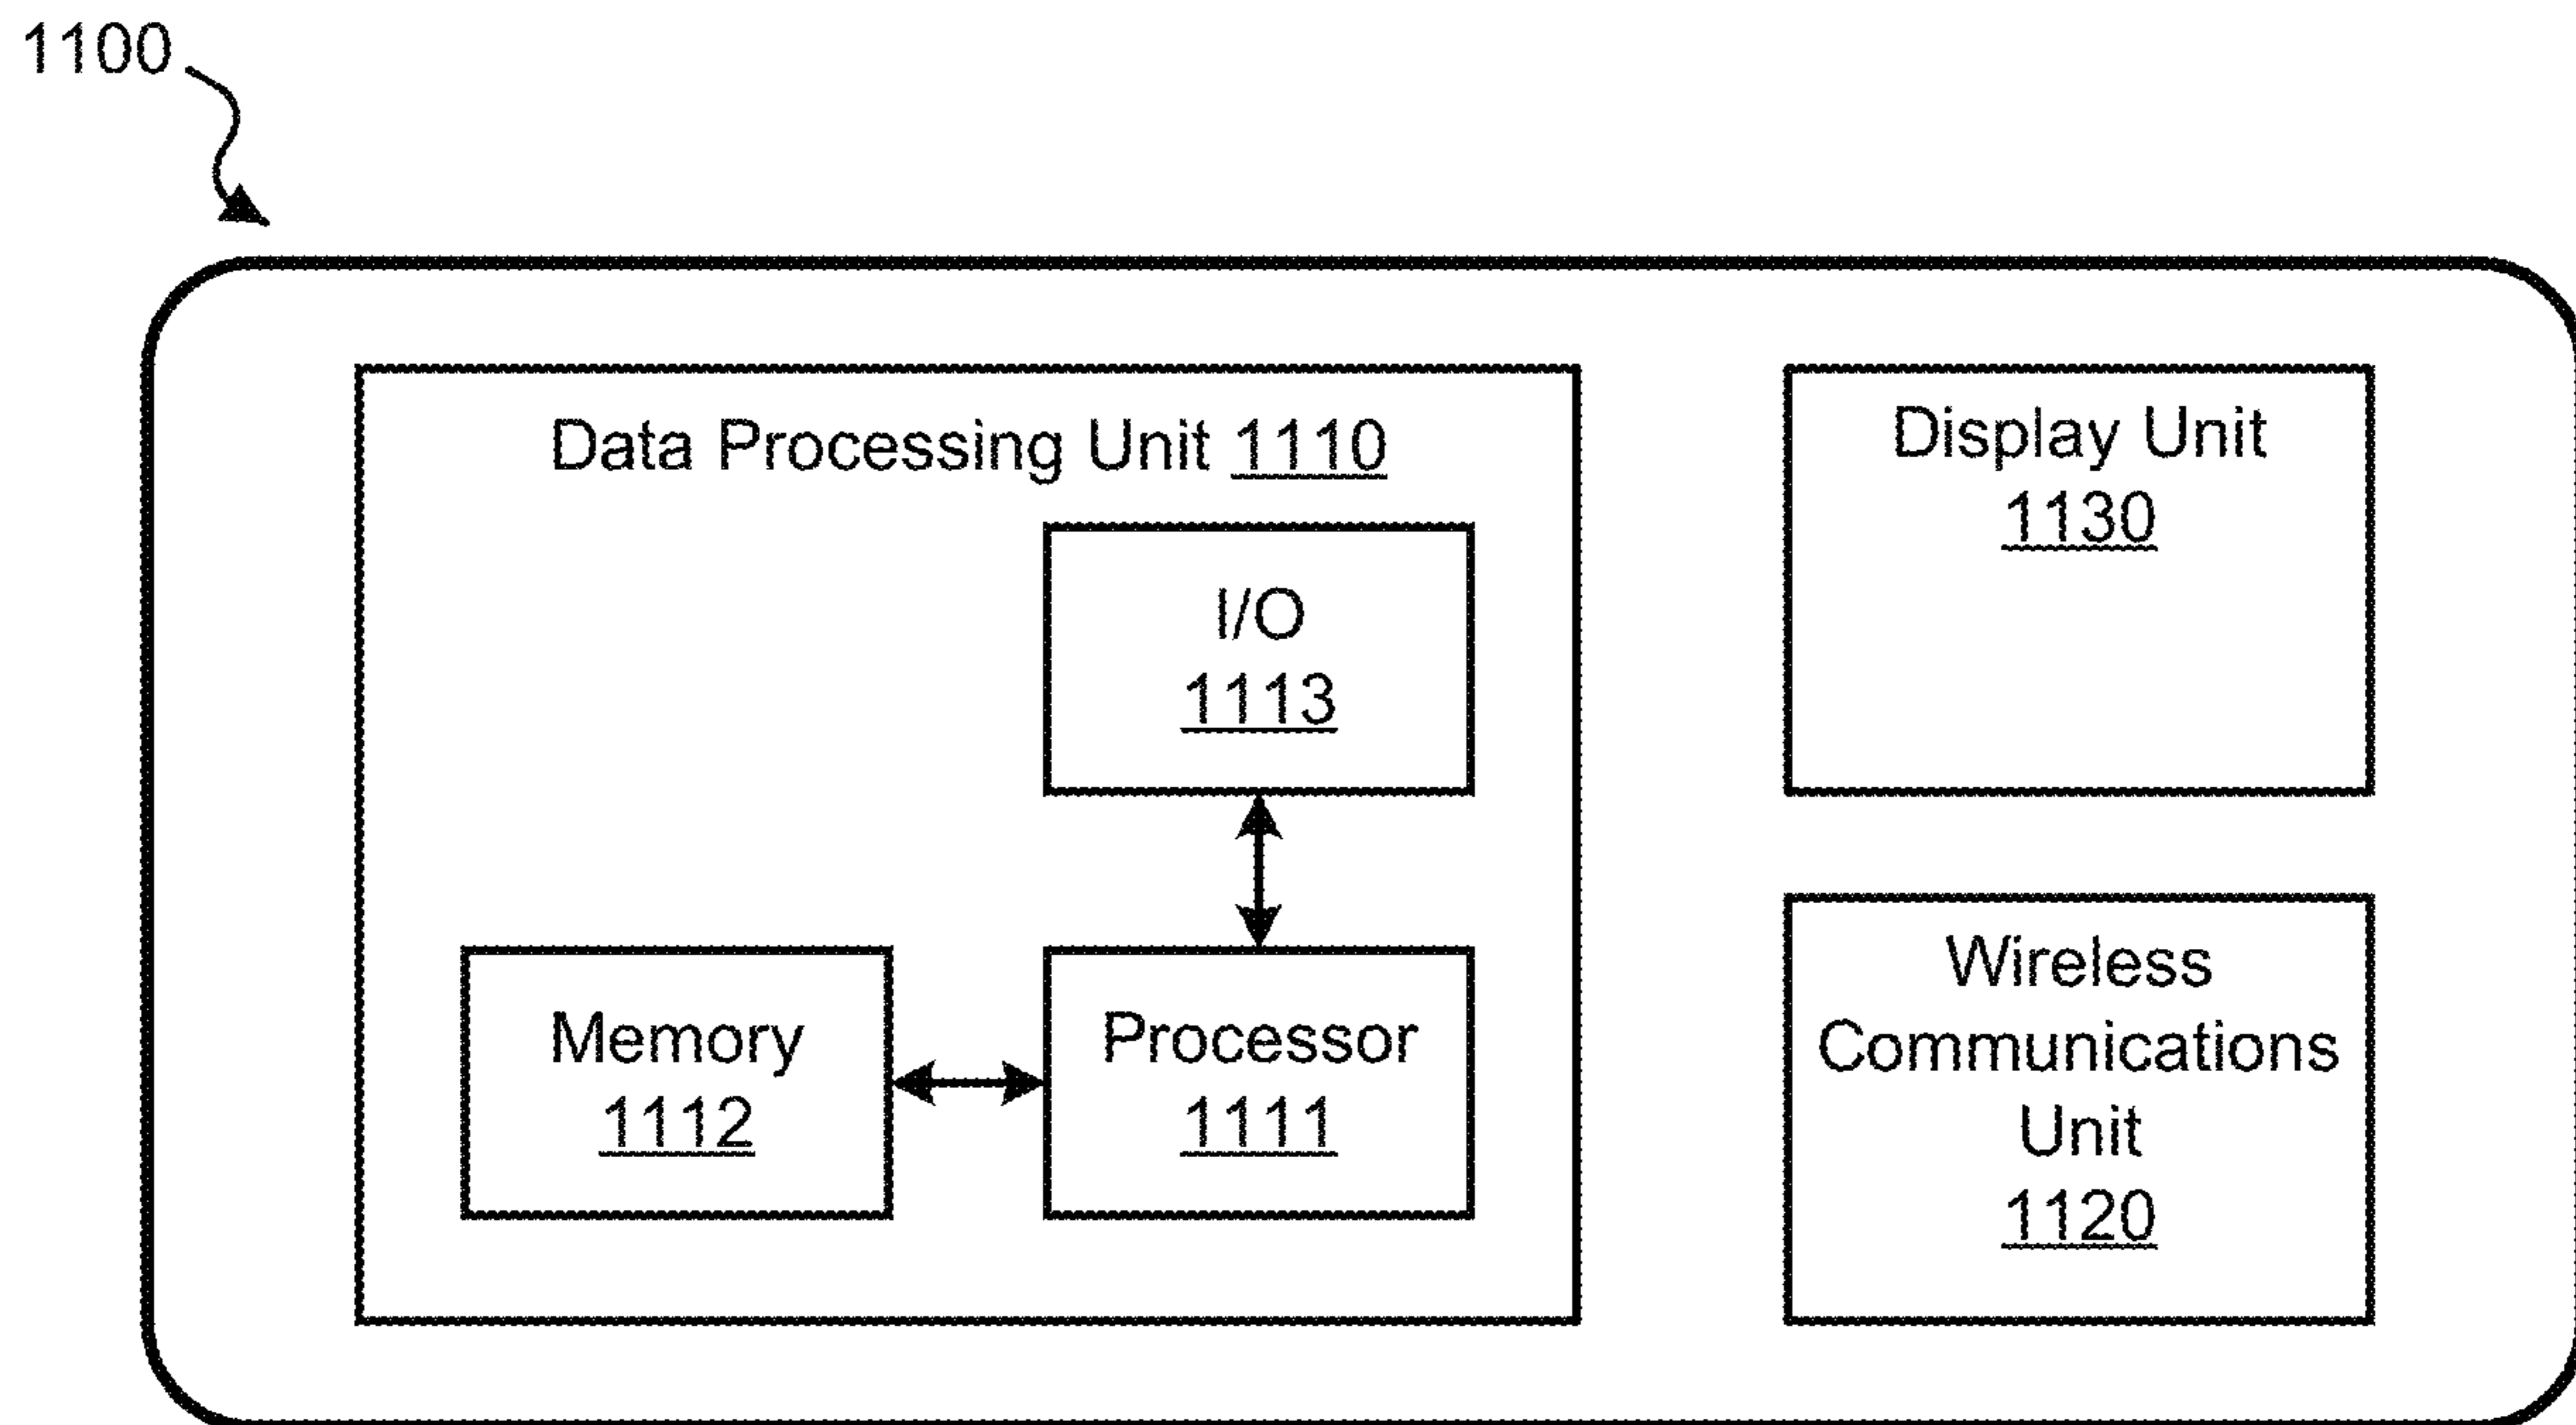 1100
Data Processing Unit 1110
I/O
1113
Memory
1112
Processor
1111
Display Unit
1130
Wireless
Communications
Unit
1120